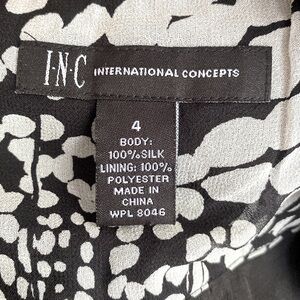 I·N·C INTERNATIONAL CONCEPTS
4
BODY:
100%SILK
LINING: 100%
POLYESTER
MADE IN
CHINA
WPL 8046